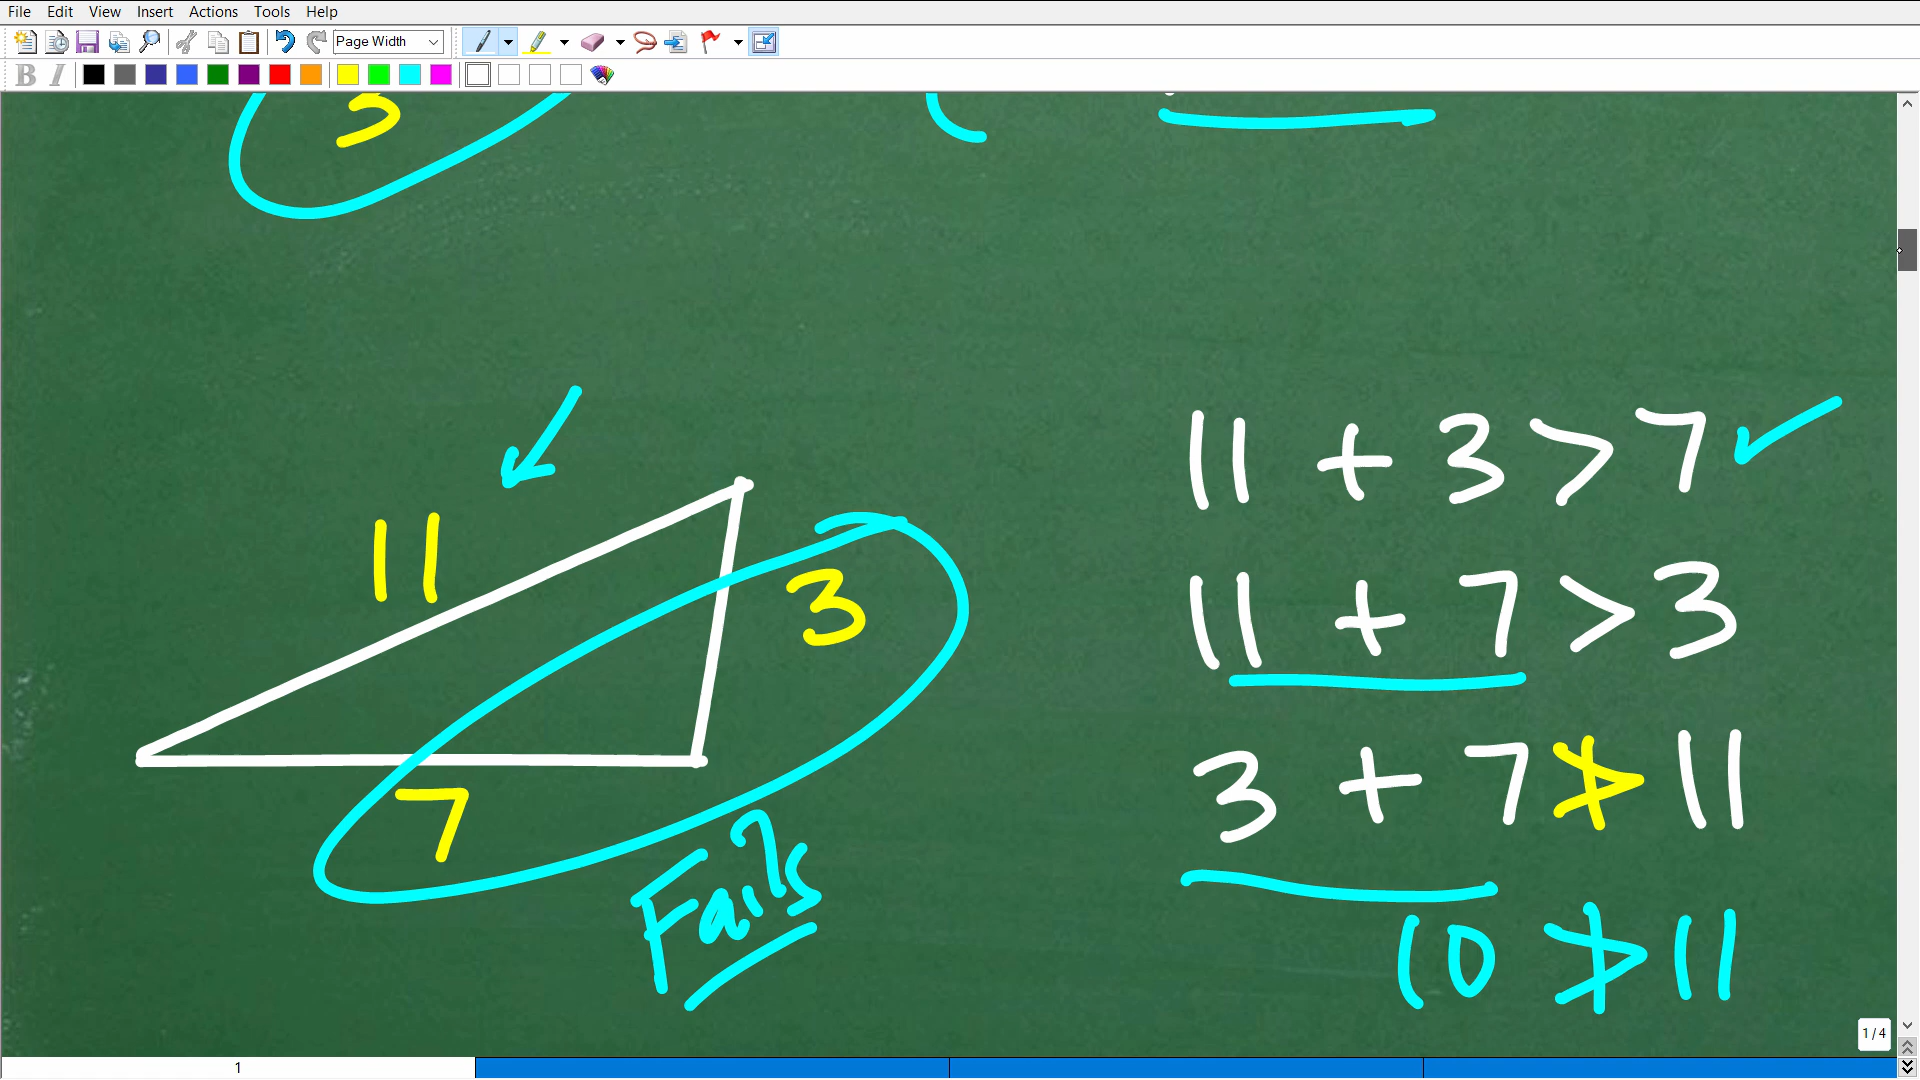 File Edit View Insert Actions Tools Help
Page Width
B I
3
11 + 3 > 7 ✓
11
3
11 + 7 > 3
7
3 + 7 ≯ 11
Fails
10 ≯ 11
1 / 4
1